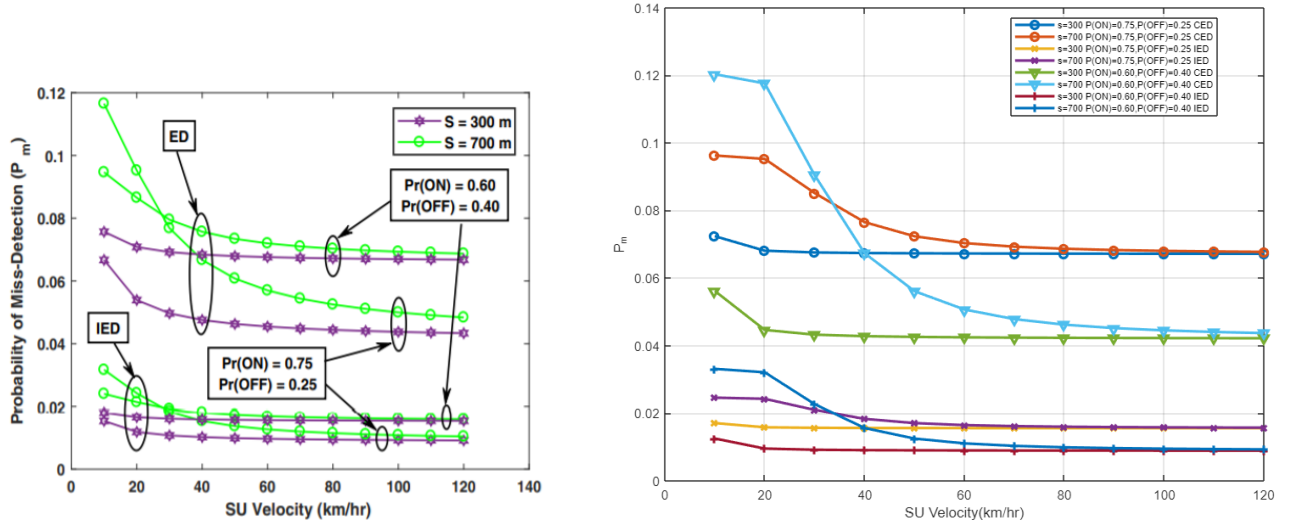 0.12
0.1
0.08
0.06
0.04
0.02
0
Probability of Miss-Detection (P m)
ED
IED
S = 300 m
S = 700 m
Pr(ON) = 0.60
Pr(OFF) = 0.40
Pr(ON) = 0.75
Pr(OFF) = 0.25
0 20 40 60 80 100 120 140
SU Velocity (km/hr)
0.14
0.12
0.1
0.08
0.06
0.04
0.02
0
P m
s=300 P(ON)=0.75,P(OFF)=0.25 CED
s=700 P(ON)=0.75,P(OFF)=0.25 CED
s=300 P(ON)=0.75,P(OFF)=0.25 IED
s=700 P(ON)=0.75,P(OFF)=0.25 IED
s=300 P(ON)=0.60,P(OFF)=0.40 CED
s=700 P(ON)=0.60,P(OFF)=0.40 CED
s=300 P(ON)=0.60,P(OFF)=0.40 IED
s=700 P(ON)=0.60,P(OFF)=0.40 IED
0 20 40 60 80 100 120
SU Velocity(km/hr)